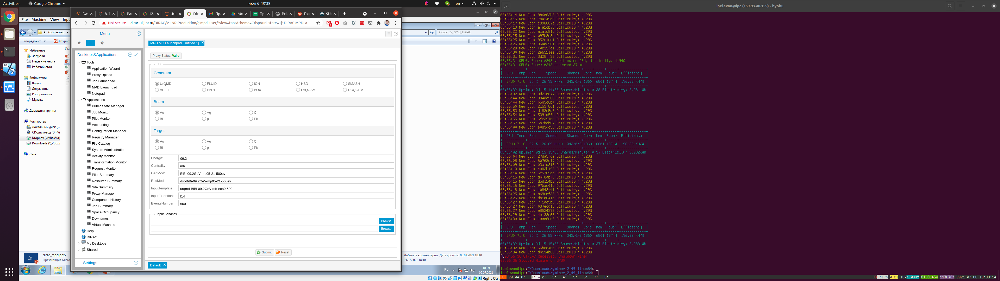 Activities
Google Chrome
июл 6 10:39
en
ipelevan@ipc (159.93.40.159) - byobu
File Machine View Inpu
Das
8. T
Par
12.
Jup
Dir
Пра
Мо
Пра
Priv
Гра
9th
Not secure
dirac-ui.jinr.ru/DIRAC/s:JINR-Production/g:mpd_user/?view=tabs&theme=Crisp&url_state=1|*DIRAC.MPDLa...
Компьютер
Поиск: 17_GRID_DIRAC
Упорядочить
Открыть
Избранное
Загрузки
Недавние места
Рабочий стол
Библиотеки
Видео
Документы
Изображения
Музыка
Домашняя группа
Компьютер
Локальный диск (C
CD-дисковод (D:) Vi
Dropbox (\\VBoxSvr)
Downloads (\\VBoxS
Сеть
dirac_mpd.pptx
Презентация Micro
Menu
Desktops&Applications
Tools
Application Wizard
Proxy Upload
Job Launchpad
MPD Launchpad
Notepad
Applications
Public State Manager
Job Monitor
Pilot Monitor
Accounting
Configuration Manager
Registry Manager
File Catalog
System Administration
Activity Monitor
Transformation Monitor
Request Monitor
Pilot Summary
Resource Summary
Site Summary
Proxy Manager
Component History
Job Summary
Space Occupancy
Downtimes
Virtual Machine
Help
DIRAC
My Desktops
Shared
Settings
MPD MC Launchpad [Untitled 1]
Proxy Status: Valid
JDL
Generator
UrQMD FLUID ION HSD SMASH
VHLLE PART BOX LAQGSM DCQGSM
Beam
Au Ag C
Bi p Pb
Target
Au Ag C
Bi p Pb
Energy: 09.2
Centrality: mb
GenMod: BiBi-09.2GeV-mp05-21-500ev
RecMod: dst-BiBi-09.2GeV-mp05-21-500ev
InputTemplate: urqmd-BiBi-09.2GeV-mb-eos0-500
InputExtention: f14
EventsNumber: 500
Input Sandbox
Browse
Browse
Submit Reset
Default
Добавьте комментарии Дата доступа: 05.07.2021 18:40
05.07.2021 18:40
RU
10:39
06.07.2021
Right Ctrl
09:55:14 New Job: 9b6063b3 Difficulty: 4.29G
09:55:15 New Job: 7a4145a3 Difficulty: 4.29G
09:55:17 New Job: c996867a Difficulty: 4.29G
09:55:19 New Job: afa2cb73 Difficulty: 4.29G
09:55:22 New Job: a1a1d81d Difficulty: 4.29G
09:55:25 New Job: b97b8e8e Difficulty: 4.29G
09:55:25 New Job: 952c1ec1 Difficulty: 4.29G
09:55:26 New Job: 36402561 Difficulty: 4.29G
09:55:28 New Job: f0c15fa1 Difficulty: 4.29G
09:55:30 New Job: 2e6521ee Difficulty: 4.29G
09:55:31 New Job: 3d28ff39 Difficulty: 4.29G
09:55:31 GPU0: Share #343 verified on CPU, difficulty: 4.94G
09:55:31 GPU0: Share #343 accepted 27 ms
| GPU Temp Fan Speed Shares Core Mem Power Efficiency |
| GPU0 71 C 57 % 26.95 MH/s 343/0/0 1860 6801 137 W 196.69 KH/W |
09:55:32 Uptime: 0d 15:14:33 Shares/Minute: 0.38 Electricity: 2.081kWh
09:55:32 New Job: 8d21de77 Difficulty: 4.29G
09:55:44 New Job: 994da966 Difficulty: 4.29G
09:55:44 New Job: b5b5c6b4 Difficulty: 4.29G
09:55:50 New Job: 2153f8d1 Difficulty: 4.29G
09:55:53 New Job: df82c5d0 Difficulty: 4.29G
09:55:54 New Job: 5391d59b Difficulty: 4.29G
09:55:55 New Job: 6fc397dc Difficulty: 4.29G
09:55:57 New Job: 5a7bab87 Difficulty: 4.29G
09:56:00 New Job: e083dc38 Difficulty: 4.29G
| GPU Temp Fan Speed Shares Core Mem Power Efficiency |
| GPU0 71 C 57 % 26.89 MH/s 343/0/0 1860 6801 137 W 196.25 KH/W |
09:56:02 Uptime: 0d 15:15:03 Shares/Minute: 0.37 Electricity: 2.082kWh
09:56:04 New Job: 27da5fde Difficulty: 4.29G
09:56:05 New Job: 6b762c17 Difficulty: 4.29G
09:56:09 New Job: 03a1d216 Difficulty: 4.29G
09:56:13 New Job: 4a82b493 Difficulty: 4.29G
09:56:14 New Job: 6e5789dd Difficulty: 4.29G
09:56:15 New Job: dbf8abf6 Difficulty: 4.29G
09:56:15 New Job: d5d124b2 Difficulty: 4.29G
09:56:16 New Job: 97bac01b Difficulty: 4.29G
09:56:18 New Job: 1b843f41 Difficulty: 4.29G
09:56:25 New Job: b69cdf23 Difficulty: 4.29G
09:56:25 New Job: db10841d Difficulty: 4.29G
09:56:27 New Job: 7f1ac5b3 Difficulty: 4.29G
09:56:27 New Job: 037ec013 Difficulty: 4.29G
09:56:27 New Job: e8524393 Difficulty: 4.29G
09:56:29 New Job: 4e132c63 Difficulty: 4.29G
09:56:30 New Job: 10006ed9 Difficulty: 4.29G
| GPU Temp Fan Speed Shares Core Mem Power Efficiency |
| GPU0 71 C 57 % 26.85 MH/s 343/0/0 1860 6801 137 W 196.00 KH/W |
09:56:32 Uptime: 0d 15:15:33 Shares/Minute: 0.37 Electricity: 2.083kWh
09:56:32 New Job: 66baa40c Difficulty: 4.29G
09:56:34 New Job: db134b88 Difficulty: 4.29G
^C09:56:36 CTRL+C Received, Shutdown Miner
09:56:36 Stopped Mining on GPU0
ipelevan@ipc:~/Downloads/gminer_2_49_linux64$
ipelevan@ipc:~/Downloads/gminer_2_49_linux64$
u 20.04 0:- 1:-* 2:-- 3:- 4:- 5:- 6:- 7:- 8:-
3d17h 0.21 16x1.0GHz 31.3G46% 117G78% 2021-07-06 10:39:14